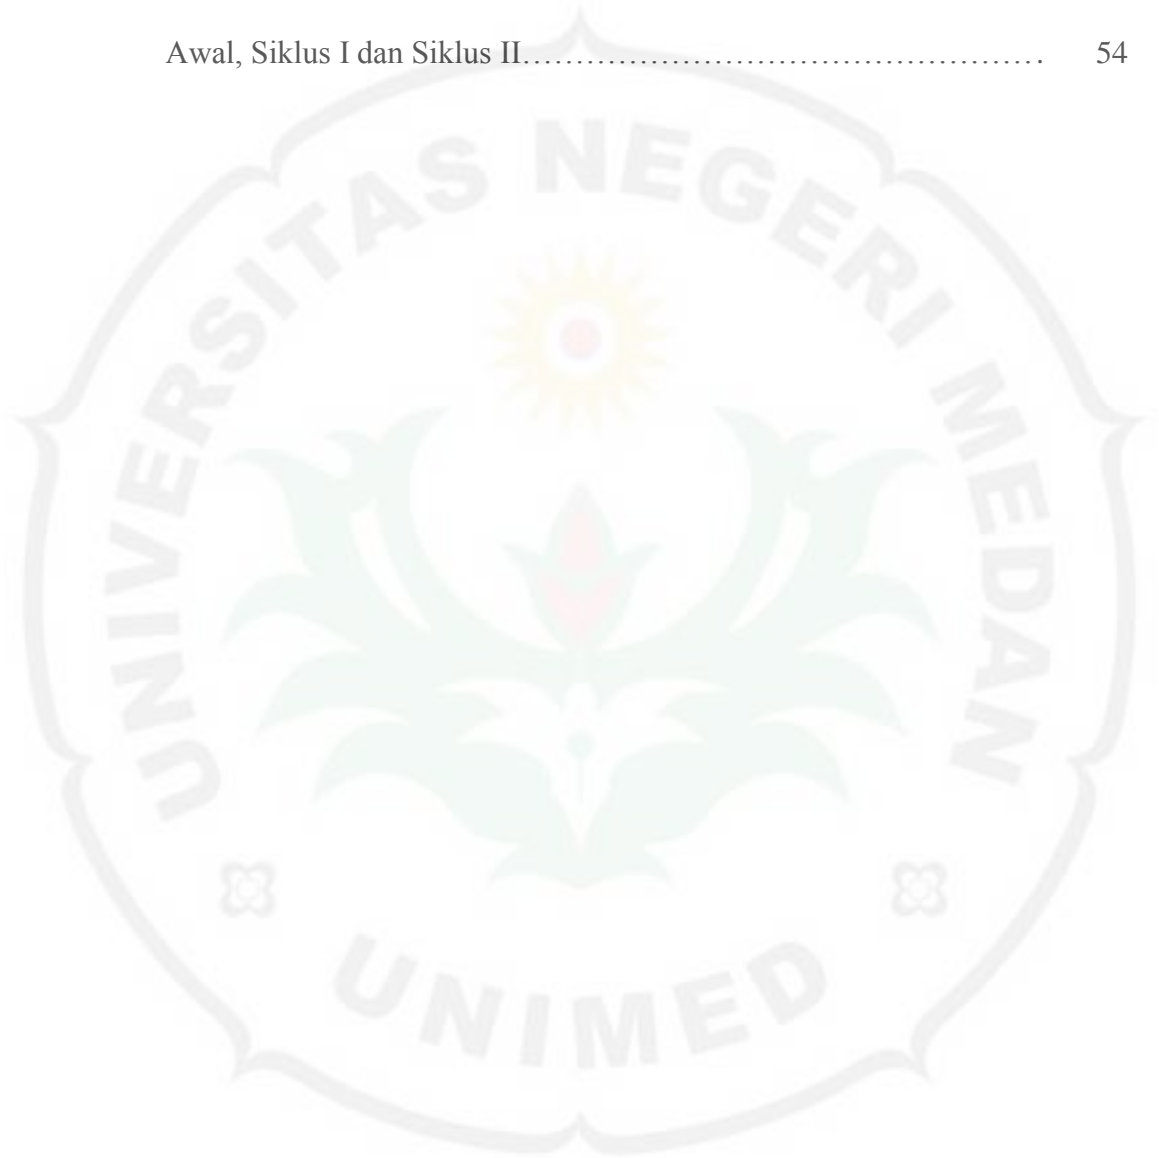 Awal, Siklus I dan Siklus II…………………………………………. 54
UNIVERSITAS NEGERI MEDAN
UNIMED